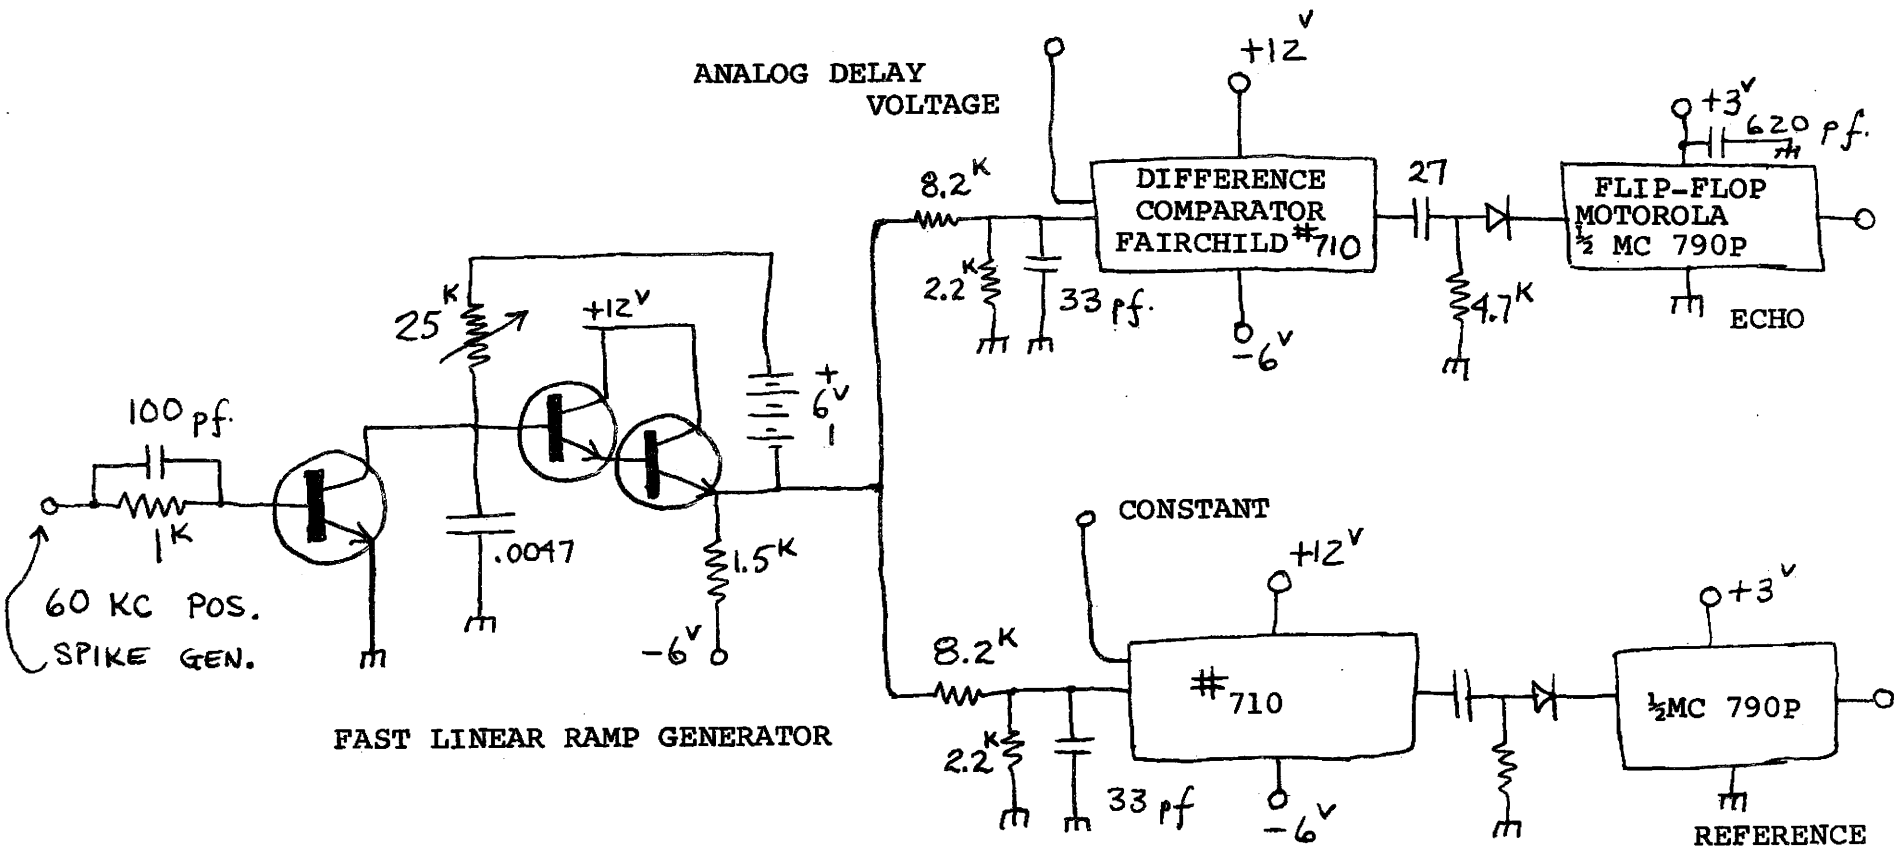 ANALOG DELAY
VOLTAGE
+12V
+3V
620 pf.
8.2K
DIFFERENCE
COMPARATOR
FAIRCHILD #710
27
FLIP-FLOP
MOTOROLA
½ MC 790P
2.2K
33 pf.
-6V
4.7K
ECHO
25K
+12V
+
6V
100 pf.
1K
.0047
1.5K
-6V
60 KC POS.
SPIKE GEN.
FAST LINEAR RAMP GENERATOR
CONSTANT
+12V
+3V
8.2K
#710
½MC 790P
2.2K
33 pf
-6V
REFERENCE